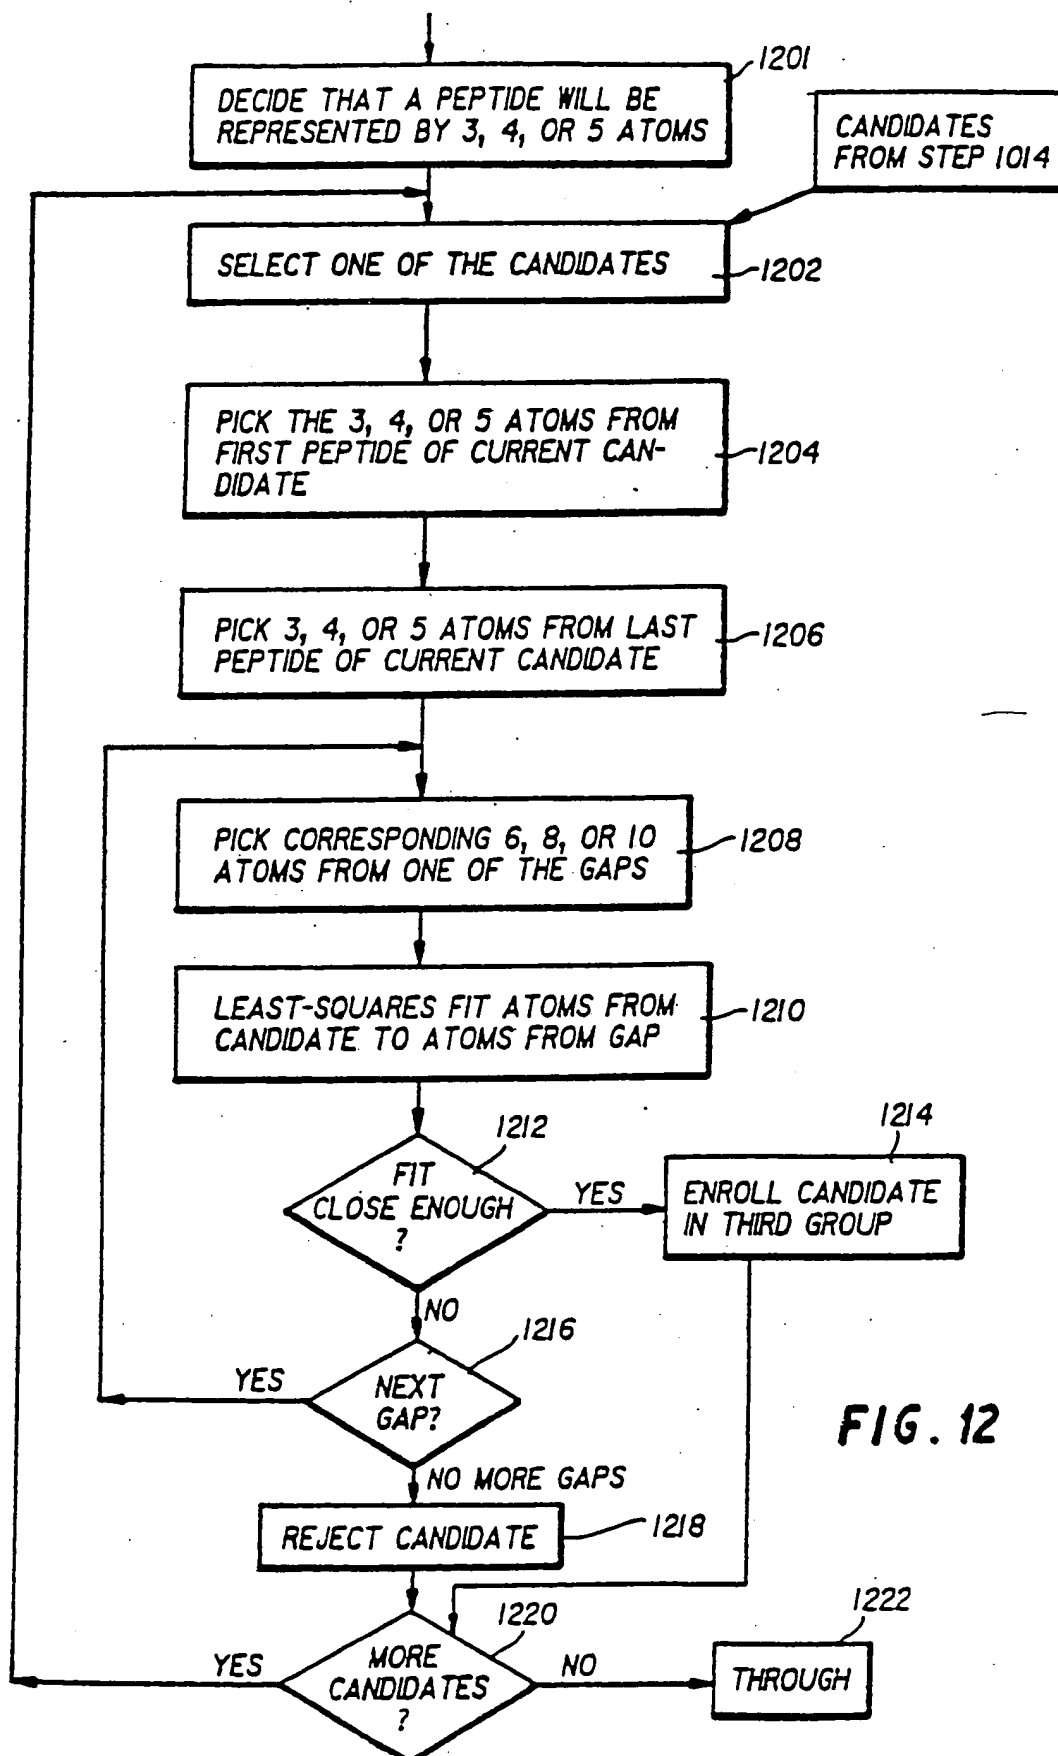 1201
DECIDE THAT A PEPTIDE WILL BE
REPRESENTED BY 3, 4, OR 5 ATOMS
CANDIDATES
FROM STEP 1014
SELECT ONE OF THE CANDIDATES
1202
PICK THE 3, 4, OR 5 ATOMS FROM
FIRST PEPTIDE OF CURRENT CAN-
DIDATE
1204
PICK 3, 4, OR 5 ATOMS FROM LAST
PEPTIDE OF CURRENT CANDIDATE
1206
PICK CORRESPONDING 6, 8, OR 10
ATOMS FROM ONE OF THE GAPS
1208
LEAST-SQUARES FIT ATOMS FROM
CANDIDATE TO ATOMS FROM GAP
1210
1212
FIT
CLOSE ENOUGH
?
YES
1214
ENROLL CANDIDATE
IN THIRD GROUP
NO
1216
NEXT
GAP?
YES
NO MORE GAPS
REJECT CANDIDATE
1218
1220
MORE
CANDIDATES
?
YES
NO
1222
THROUGH
FIG. 12